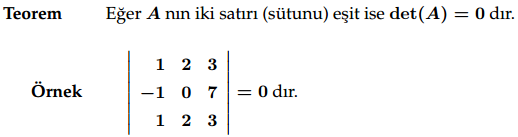 Teorem Eğer A nın iki satırı (sütunu) eşit ise det(A) = 0 dır.
1 2 3
Örnek −1 0 7 = 0 dır.
1 2 3